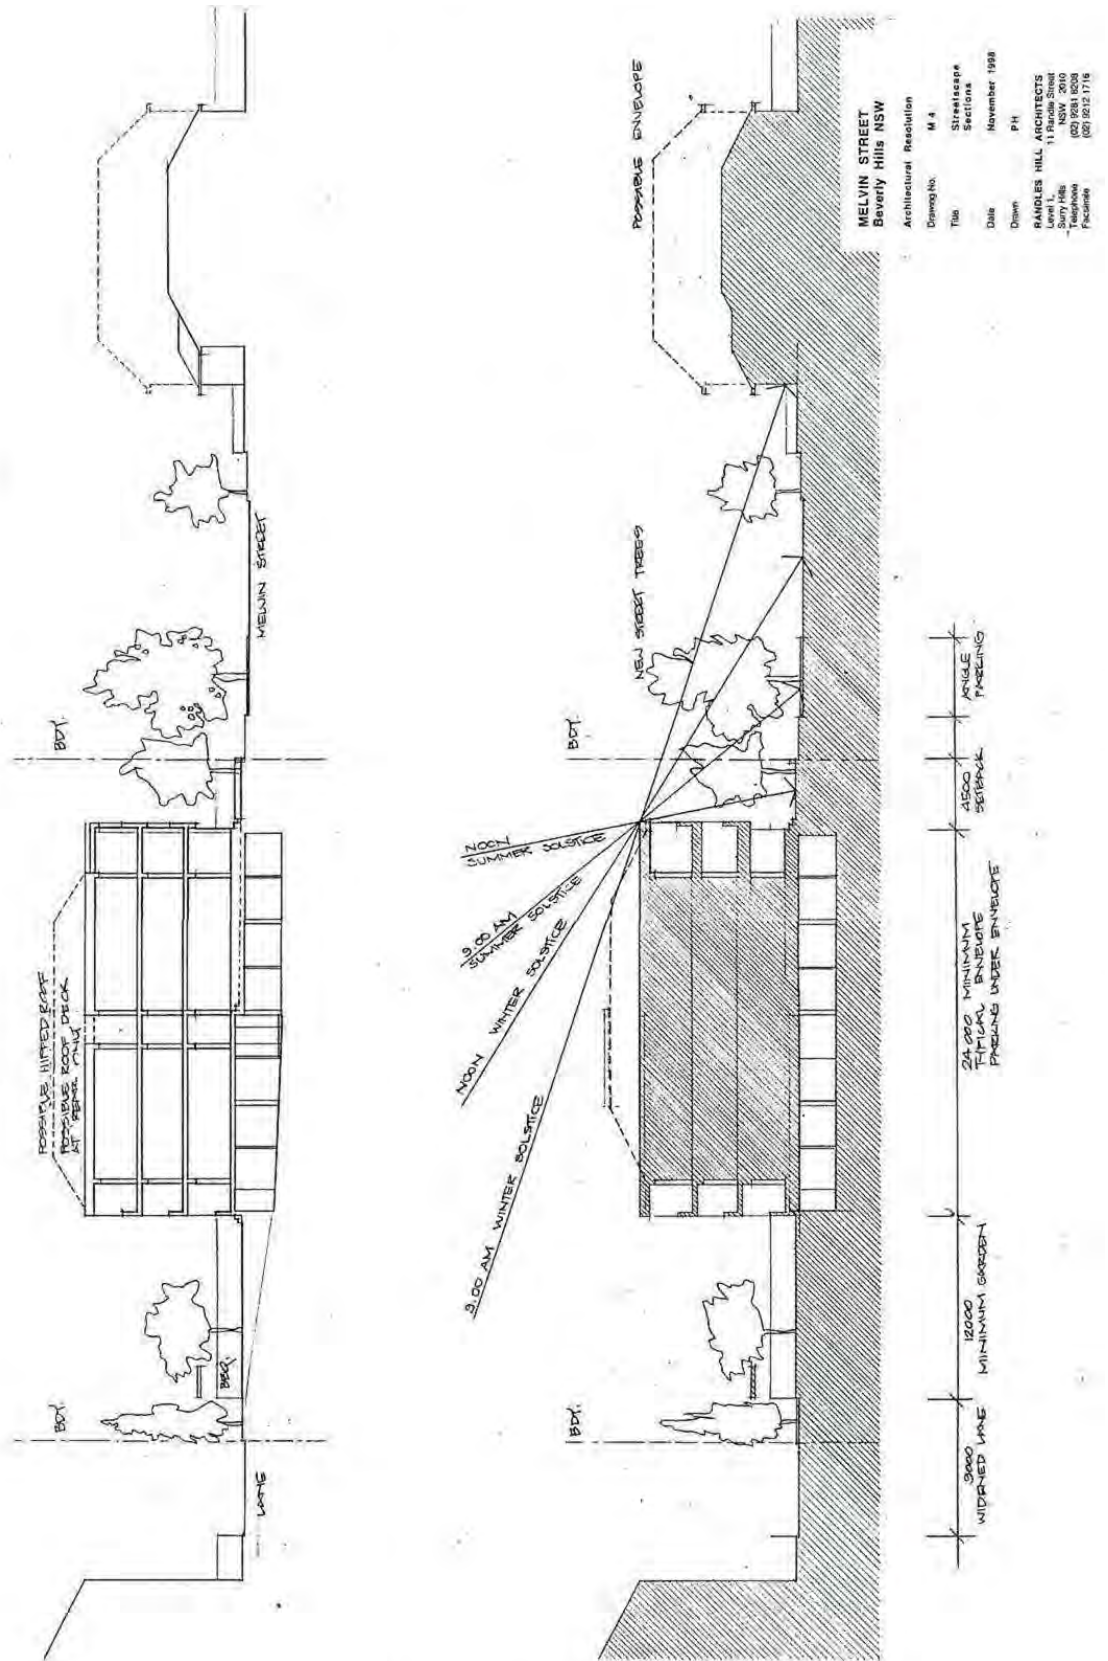 POSSIBLE HIPPED ROOF
POSSIBLE ROOF DECK
AT REAR ONLY
BDY.
BDY.
BBQ.
LANE
MELVIN STREET
NOON
SUMMER SOLSTICE
9.00 AM
SUMMER SOLSTICE
NOON WINTER SOLSTICE
9.00 AM WINTER SOLSTICE
BDY.
BDY.
NEW STREET TREES
POSSIBLE ENVELOPE
9000
WIDENED LANE
12000
MINIMUM GARDEN
24000 MINIMUM
TYPICAL ENVELOPE
PARKING UNDER ENVELOPE
4500
SETBACK
ANGLE
PARKING
MELVIN STREET
Beverly Hills NSW
Architectural Resolution
Drawing No. M 4
Title Streetscape
Sections
Date November 1998
Drawn PH
RANDLES HILL ARCHITECTS
Level 1, 11 Randle Street
Surry Hills NSW 2010
Telephone (02) 9281 8208
Facsimile (02) 9212 1716